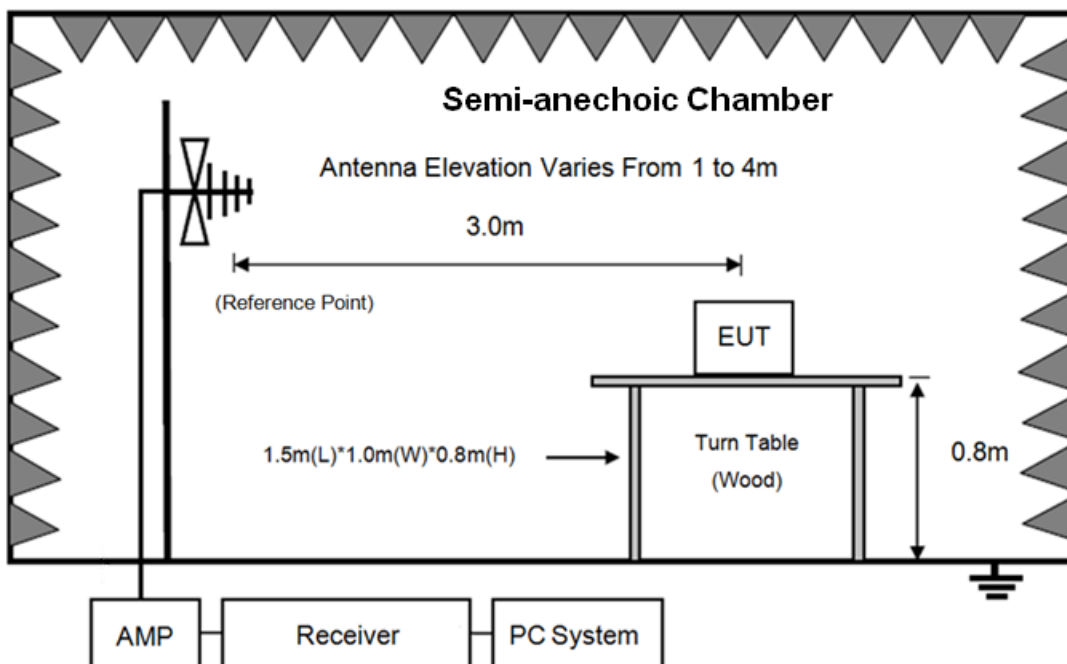 Semi-anechoic Chamber
Antenna Elevation Varies From 1 to 4m
3.0m
(Reference Point)
EUT
1.5m(L)*1.0m(W)*0.8m(H)
Turn Table
(Wood)
0.8m
AMP
Receiver
PC System